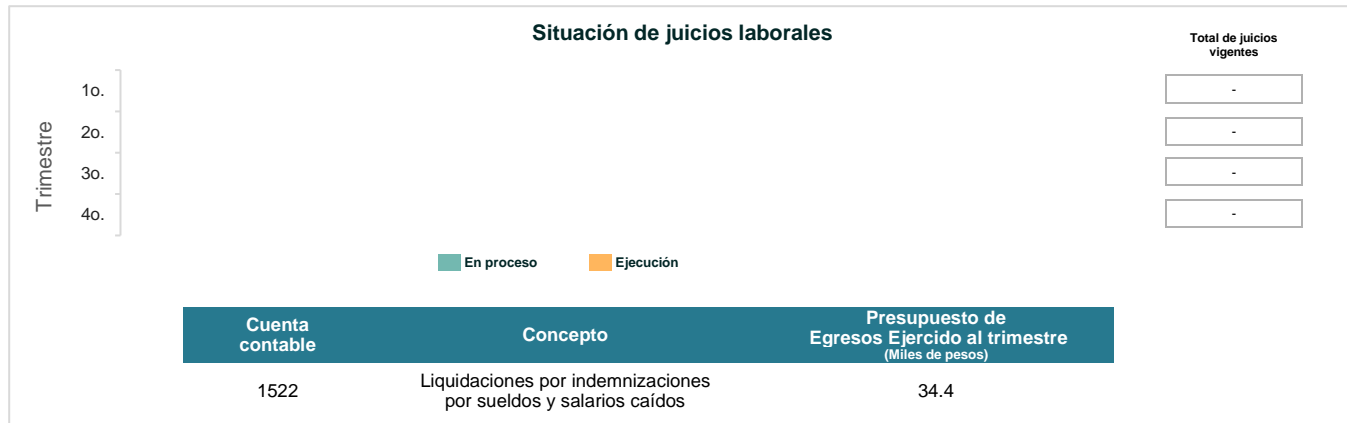 Situación de juicios laborales
Total de juicios
vigentes
Trimestre
1o.
-
2o.
-
3o.
-
4o.
-
En proceso
Ejecución
Cuenta
contable
Concepto
Presupuesto de
Egresos Ejercido al trimestre
(Miles de pesos)
1522
Liquidaciones por indemnizaciones
por sueldos y salarios caídos
34.4